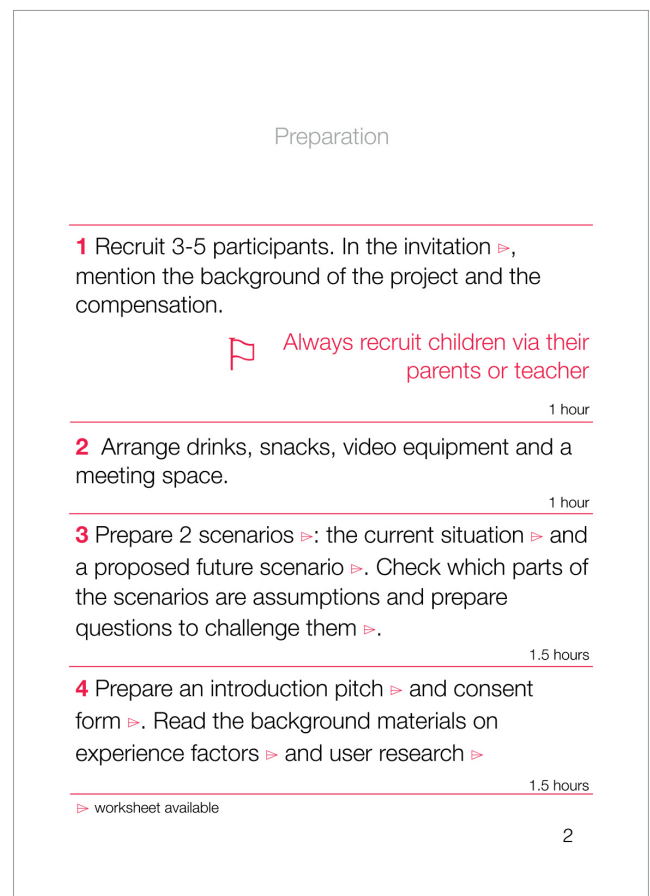 Preparation
1 Recruit 3-5 participants. In the invitation ⩥,
mention the background of the project and the
compensation.
Always recruit children via their
parents or teacher
1 hour
2 Arrange drinks, snacks, video equipment and a
meeting space.
1 hour
3 Prepare 2 scenarios ⩥: the current situation ⩥ and
a proposed future scenario ⩥. Check which parts of
the scenarios are assumptions and prepare
questions to challenge them ⩥.
1.5 hours
4 Prepare an introduction pitch ⩥ and consent
form ⩥. Read the background materials on
experience factors ⩥ and user research ⩥
1.5 hours
⩥ worksheet available
2